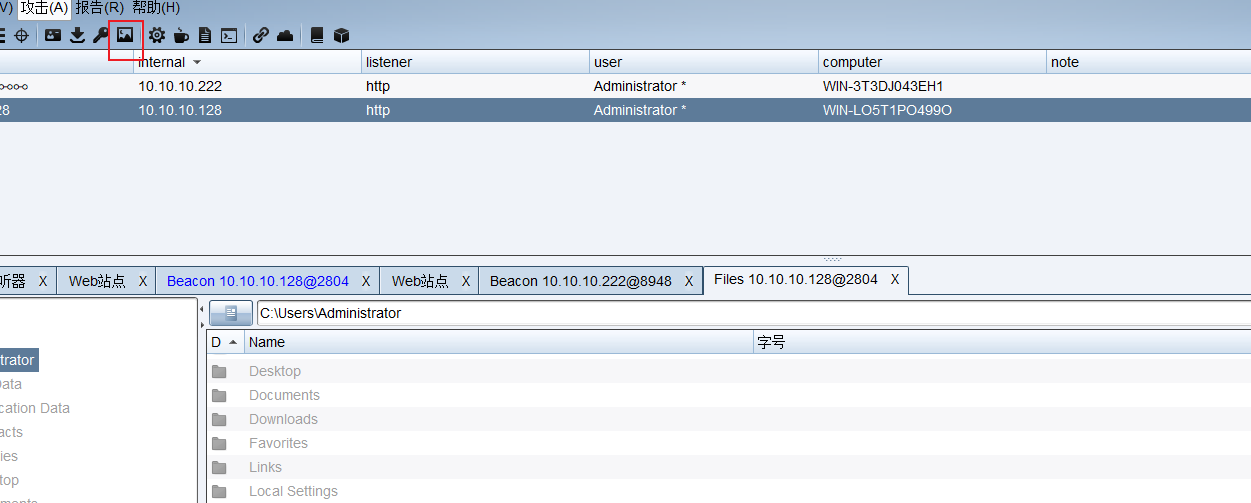 V) 攻击(A) 报告(R) 帮助(H)
internal listener user computer note
10.10.10.222 http Administrator * WIN-3T3DJ043EH1
28 10.10.10.128 http Administrator * WIN-LO5T1PO499O
听器 X Web站点 X Beacon 10.10.10.128@2804 X Web站点 X Beacon 10.10.10.222@8948 X Files 10.10.10.128@2804 X
C:\Users\Administrator
D Name 字号
trator
Desktop
Data
Documents
cation Data
Downloads
acts
Favorites
ies
Links
top
Local Settings